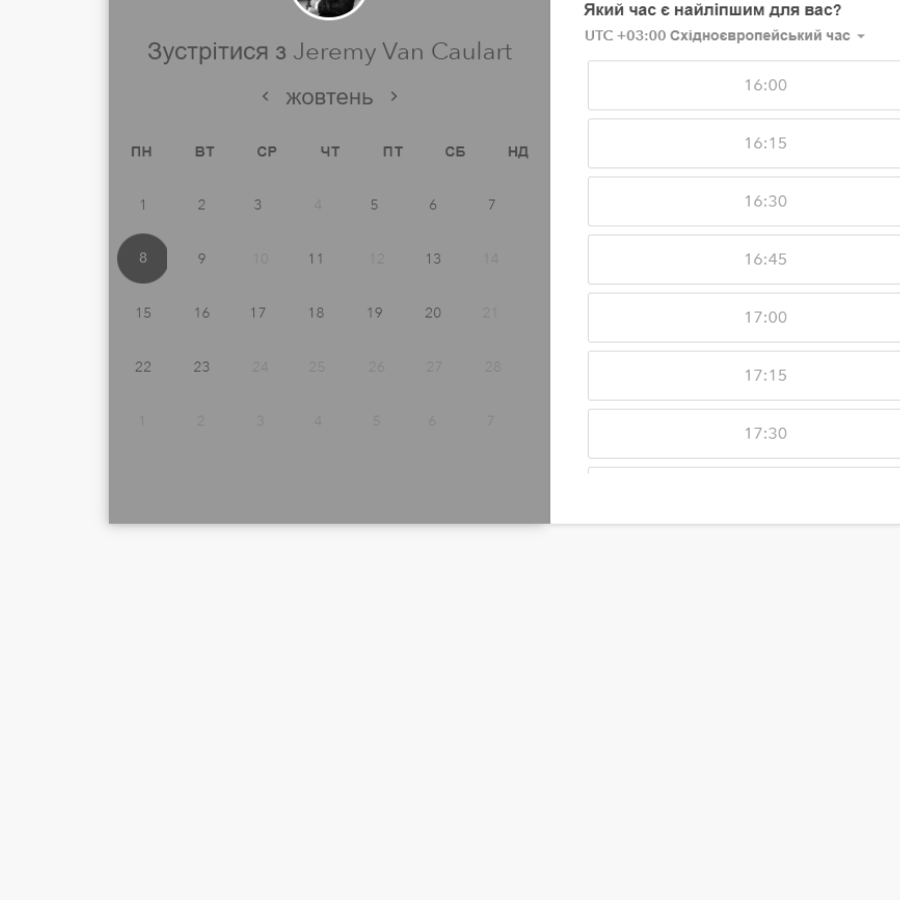 Зустрітися з Jeremy Van Caulart
жовтень
ПН ВТ СР ЧТ ПТ СБ НД
1 2 3 4 5 6 7
8 9 10 11 12 13 14
15 16 17 18 19 20 21
22 23 24 25 26 27 28
1 2 3 4 5 6 7
Який час є найліпшим для вас?
UTC +03:00 Східноєвропейський час
16:00
16:15
16:30
16:45
17:00
17:15
17:30